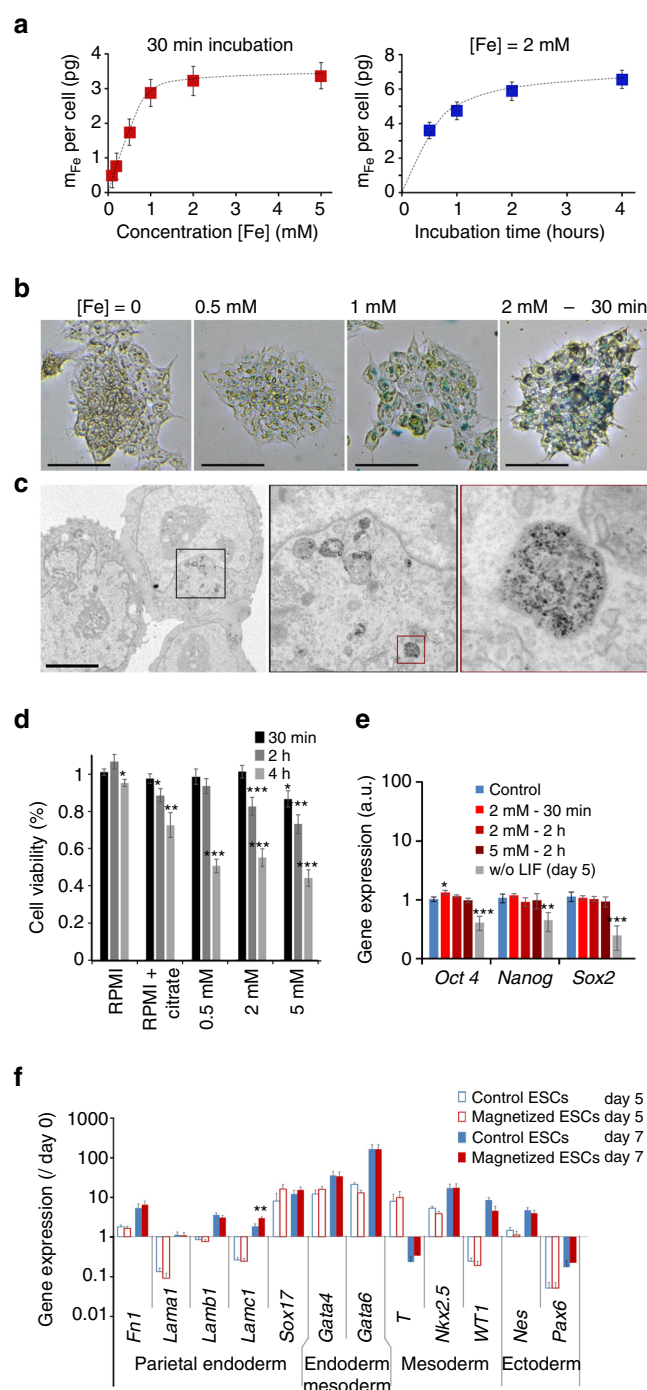 a
30 min incubation
[Fe] = 2 mM
m_Fe per cell (pg)
4
3
2
1
0
0 1 2 3 4 5
Concentration [Fe] (mM)
m_Fe per cell (pg)
8
6
4
2
0
0 1 2 3 4
Incubation time (hours)
b
[Fe] = 0 0.5 mM 1 mM 2 mM – 30 min
c
d
Cell viability (%)
1
0.8
0.6
0.4
0.2
0
30 min
2 h
4 h
* * ** *** *** *** * *** ***
RPMI
RPMI + citrate
0.5 mM
2 mM
5 mM
e
Gene expression (a.u.)
100
10
1
0
Control
2 mM - 30 min
2 mM - 2 h
5 mM - 2 h
w/o LIF (day 5)
* *** ** ***
Oct 4 Nanog Sox2
f
Gene expression (/ day 0)
1000
100
10
1
0.1
0.01
Control ESCs day 5
Magnetized ESCs day 5
Control ESCs day 7
Magnetized ESCs day 7
**
Fn1
Lama1
Lamb1
Lamc1
Sox17
Gata4
Gata6
T
Nkx2.5
WT1
Nes
Pax6
Parietal endoderm
Endoderm
mesoderm
Mesoderm
Ectoderm